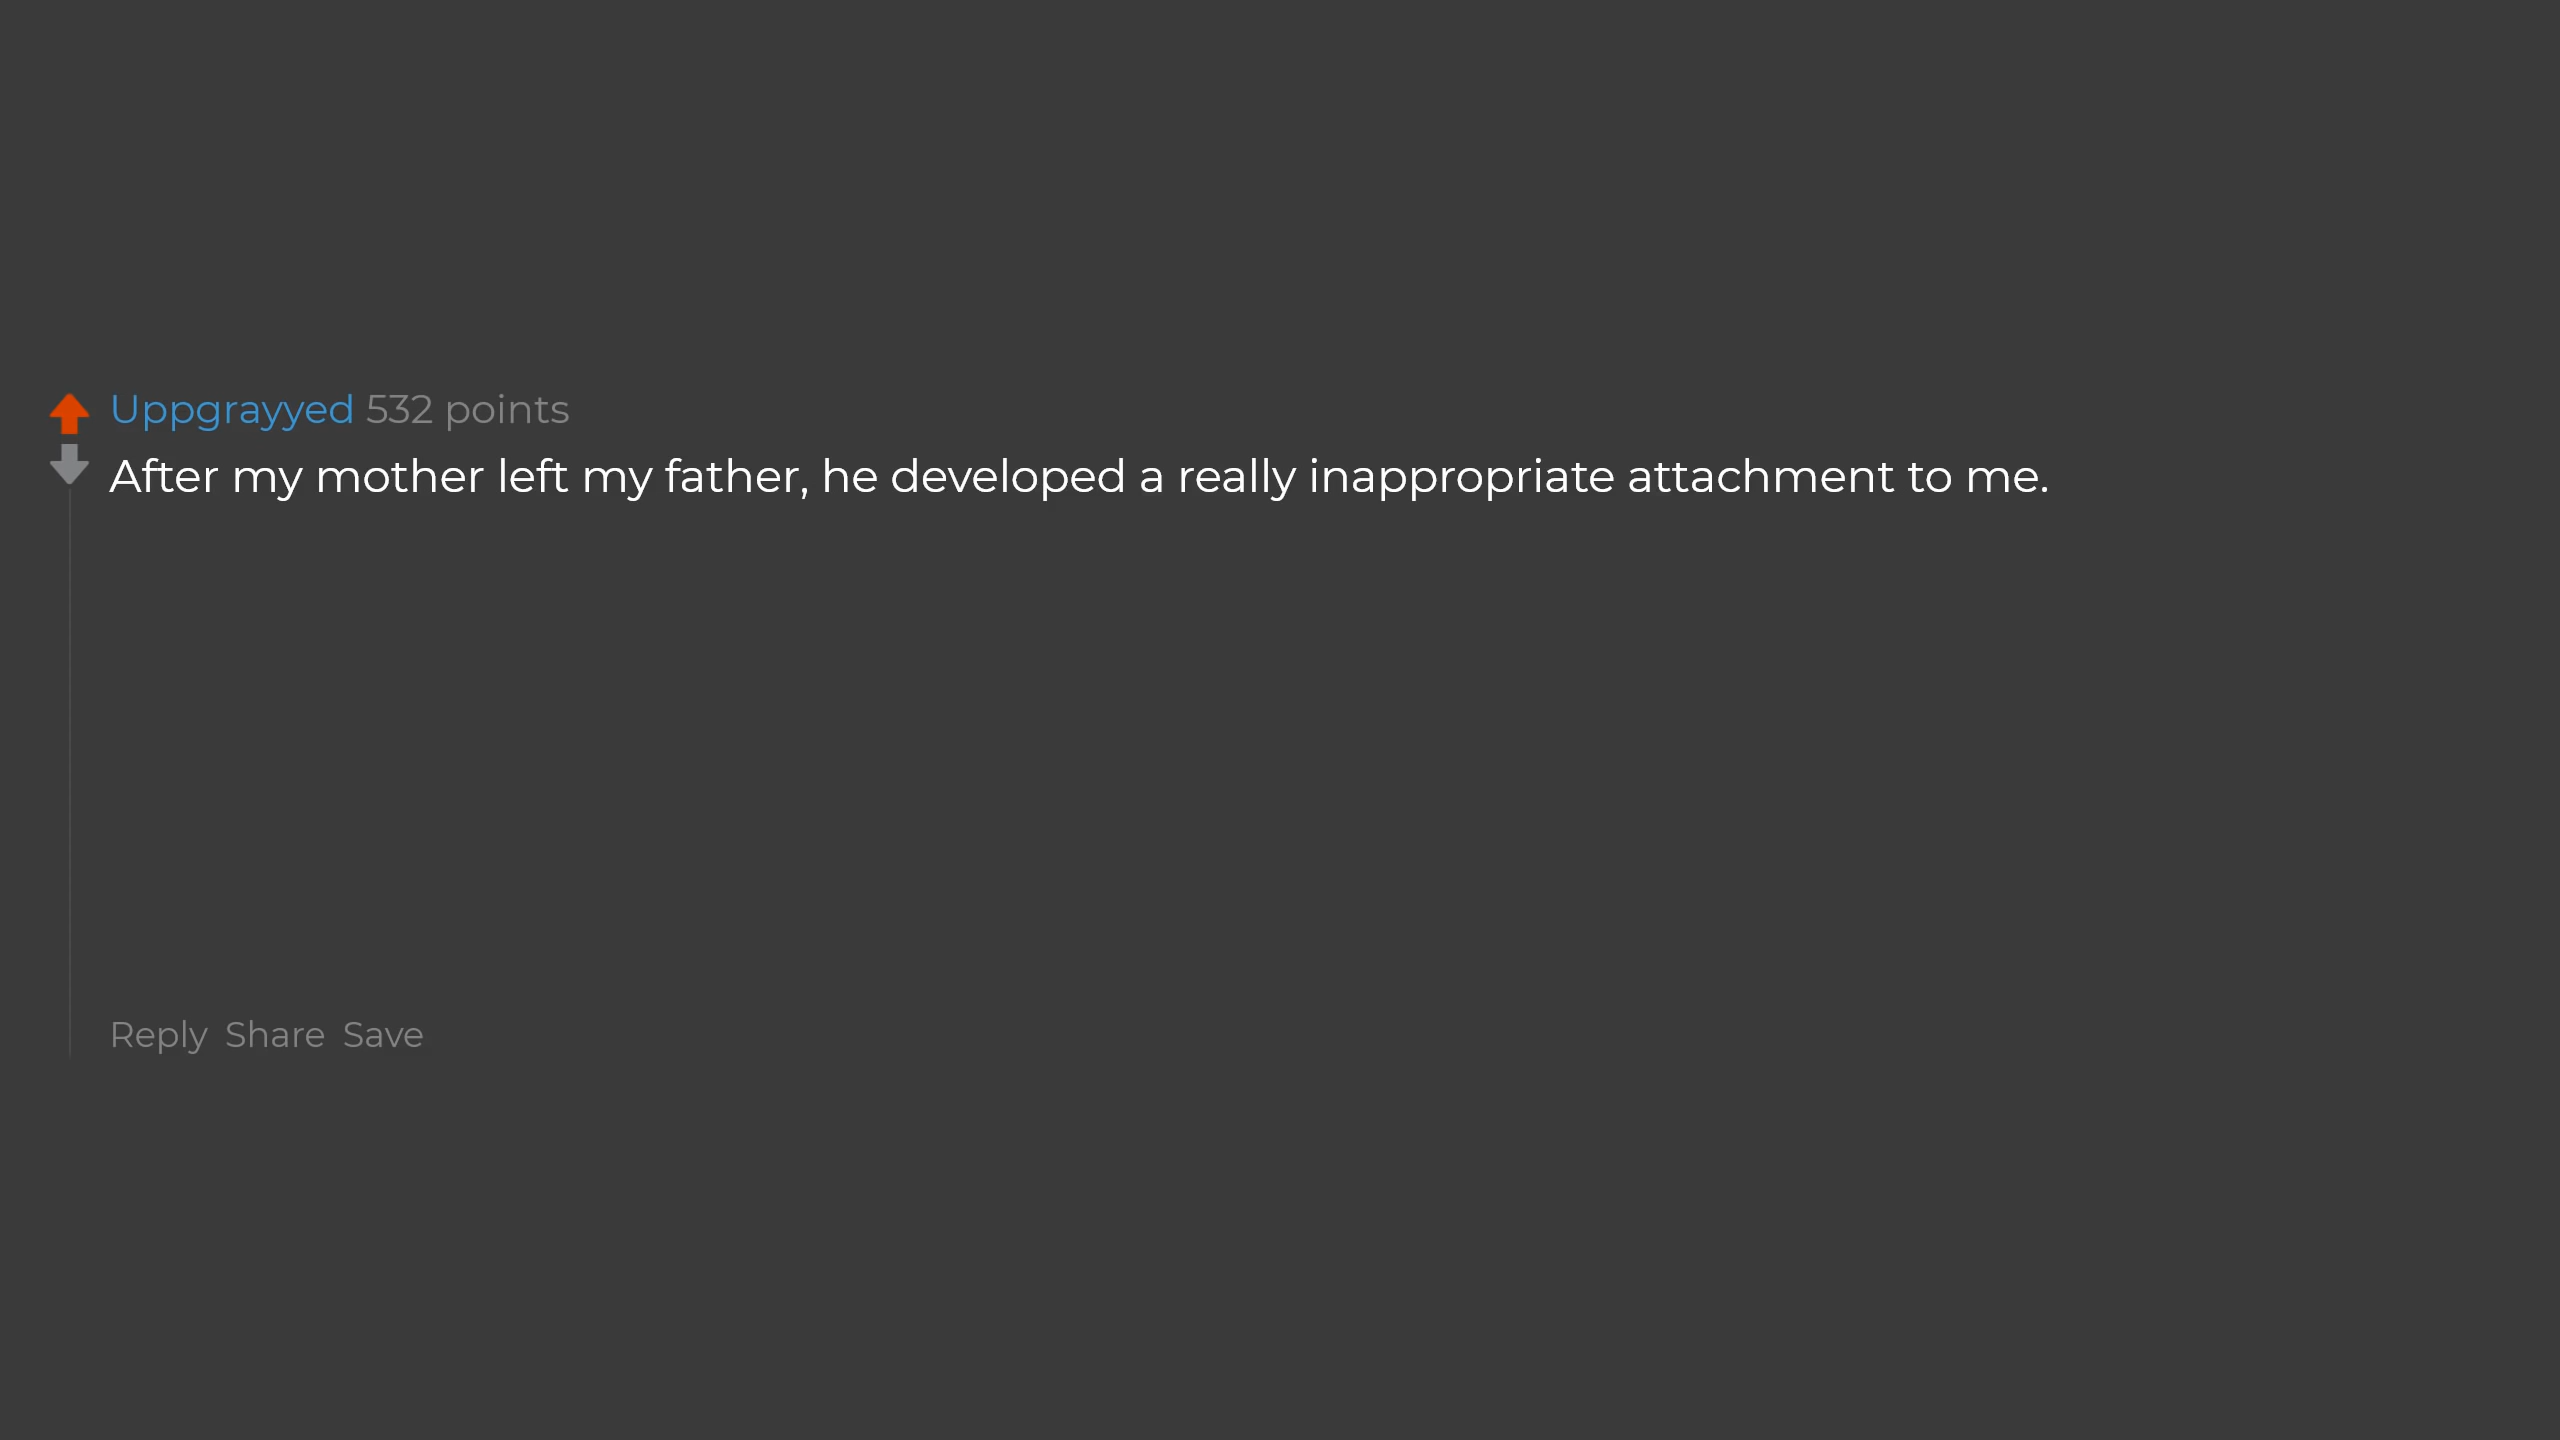 Uppgrayyed 532 points
After my mother left my father, he developed a really inappropriate attachment to me.
Reply Share Save